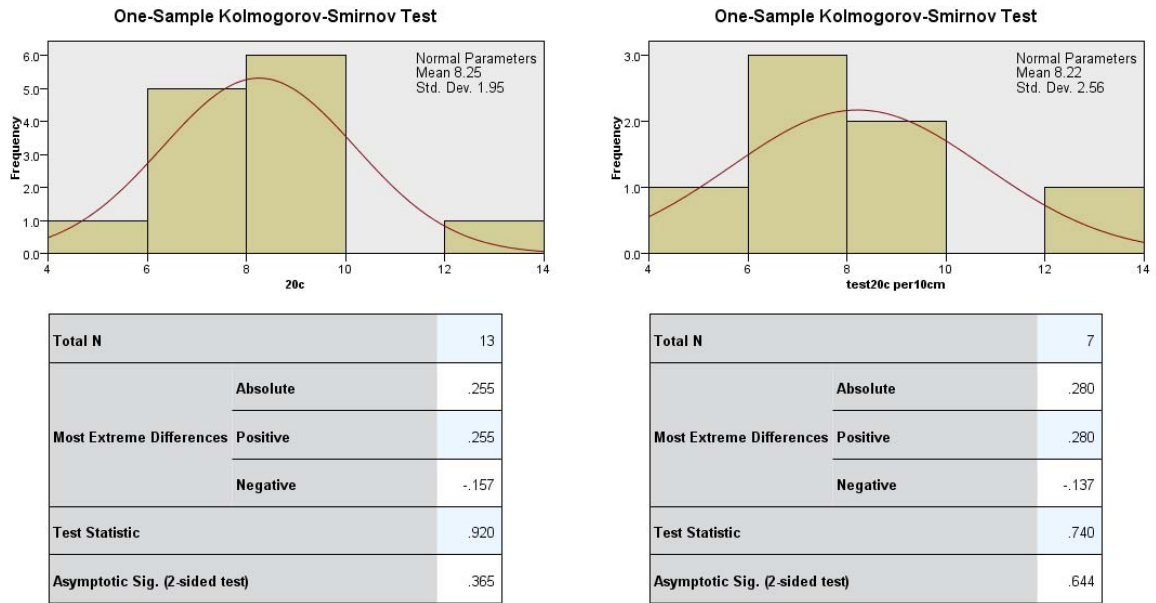 One-Sample Kolmogorov-Smirnov Test
Normal Parameters
Mean 8.25
Std. Dev. 1.95
Frequency
6.0
5.0
4.0
3.0
2.0
1.0
0.0
4 6 8 10 12 14
20c
Total N 13
Most Extreme Differences Absolute .255
Positive .255
Negative -.157
Test Statistic .920
Asymptotic Sig. (2-sided test) .365
One-Sample Kolmogorov-Smirnov Test
Normal Parameters
Mean 8.22
Std. Dev. 2.56
Frequency
3.0
2.0
1.0
0.0
4 6 8 10 12 14
test20c per10cm
Total N 7
Most Extreme Differences Absolute .280
Positive .280
Negative -.137
Test Statistic .740
Asymptotic Sig. (2-sided test) .644